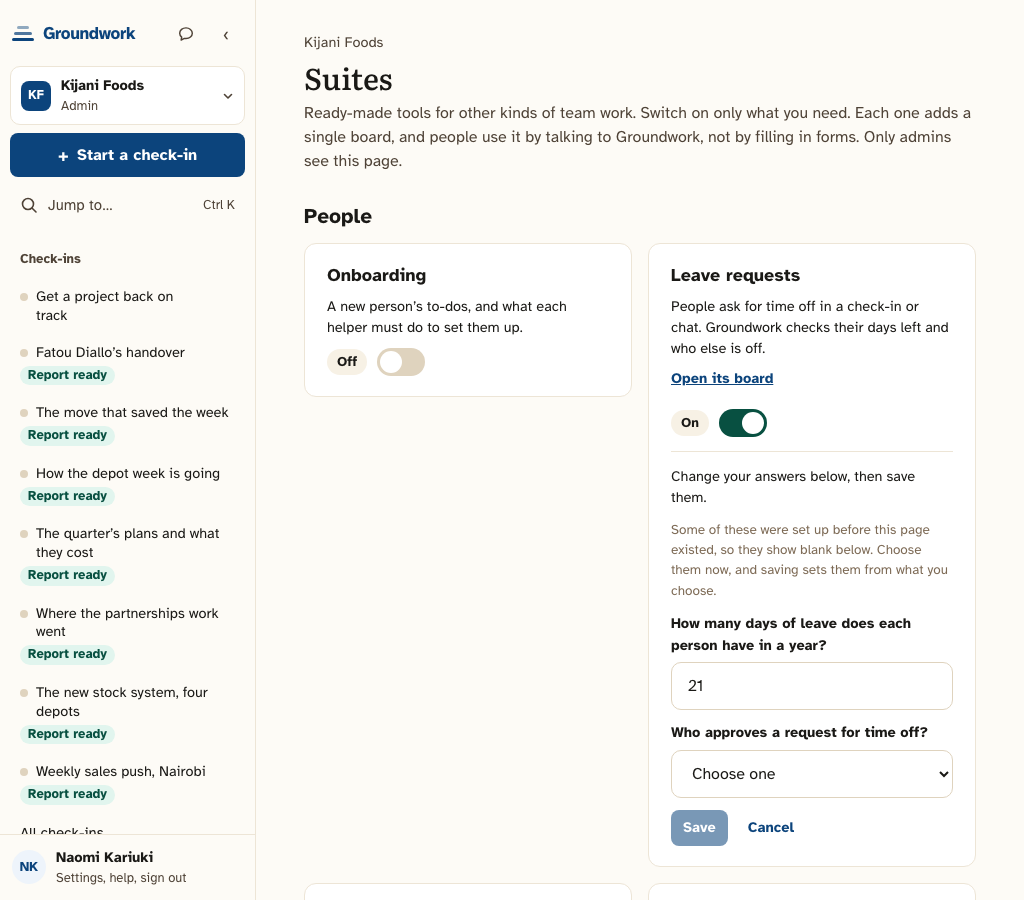 Groundwork
KF
Kijani Foods
Admin
+ Start a check-in
Jump to...
Ctrl K
Check-ins
Get a project back on
track
Fatou Diallo's handover
Report ready
The move that saved the week
Report ready
How the depot week is going
Report ready
The quarter's plans and what
they cost
Report ready
Where the partnerships work
went
Report ready
The new stock system, four
depots
Report ready
Weekly sales push, Nairobi
Report ready
All check-ins
NK
Naomi Kariuki
Settings, help, sign out
Kijani Foods
Suites
Ready-made tools for other kinds of team work. Switch on only what you need. Each one adds a
single board, and people use it by talking to Groundwork, not by filling in forms. Only admins
see this page.
People
Onboarding
A new person's to-dos, and what each
helper must do to set them up.
Off
Leave requests
People ask for time off in a check-in or
chat. Groundwork checks their days left and
who else is off.
Open its board
On
Change your answers below, then save
them.
Some of these were set up before this page
existed, so they show blank below. Choose
them now, and saving sets them from what you
choose.
How many days of leave does each
person have in a year?
21
Who approves a request for time off?
Choose one
Save
Cancel